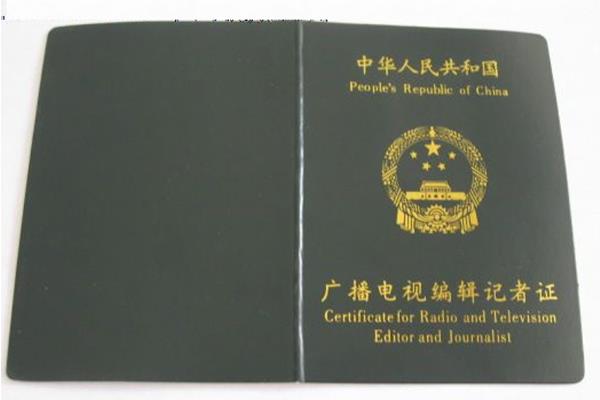 中华人民共和国
People's Republic of China
广播电视编辑记者证
Certificate for Radio and Television
Editor and Journalist